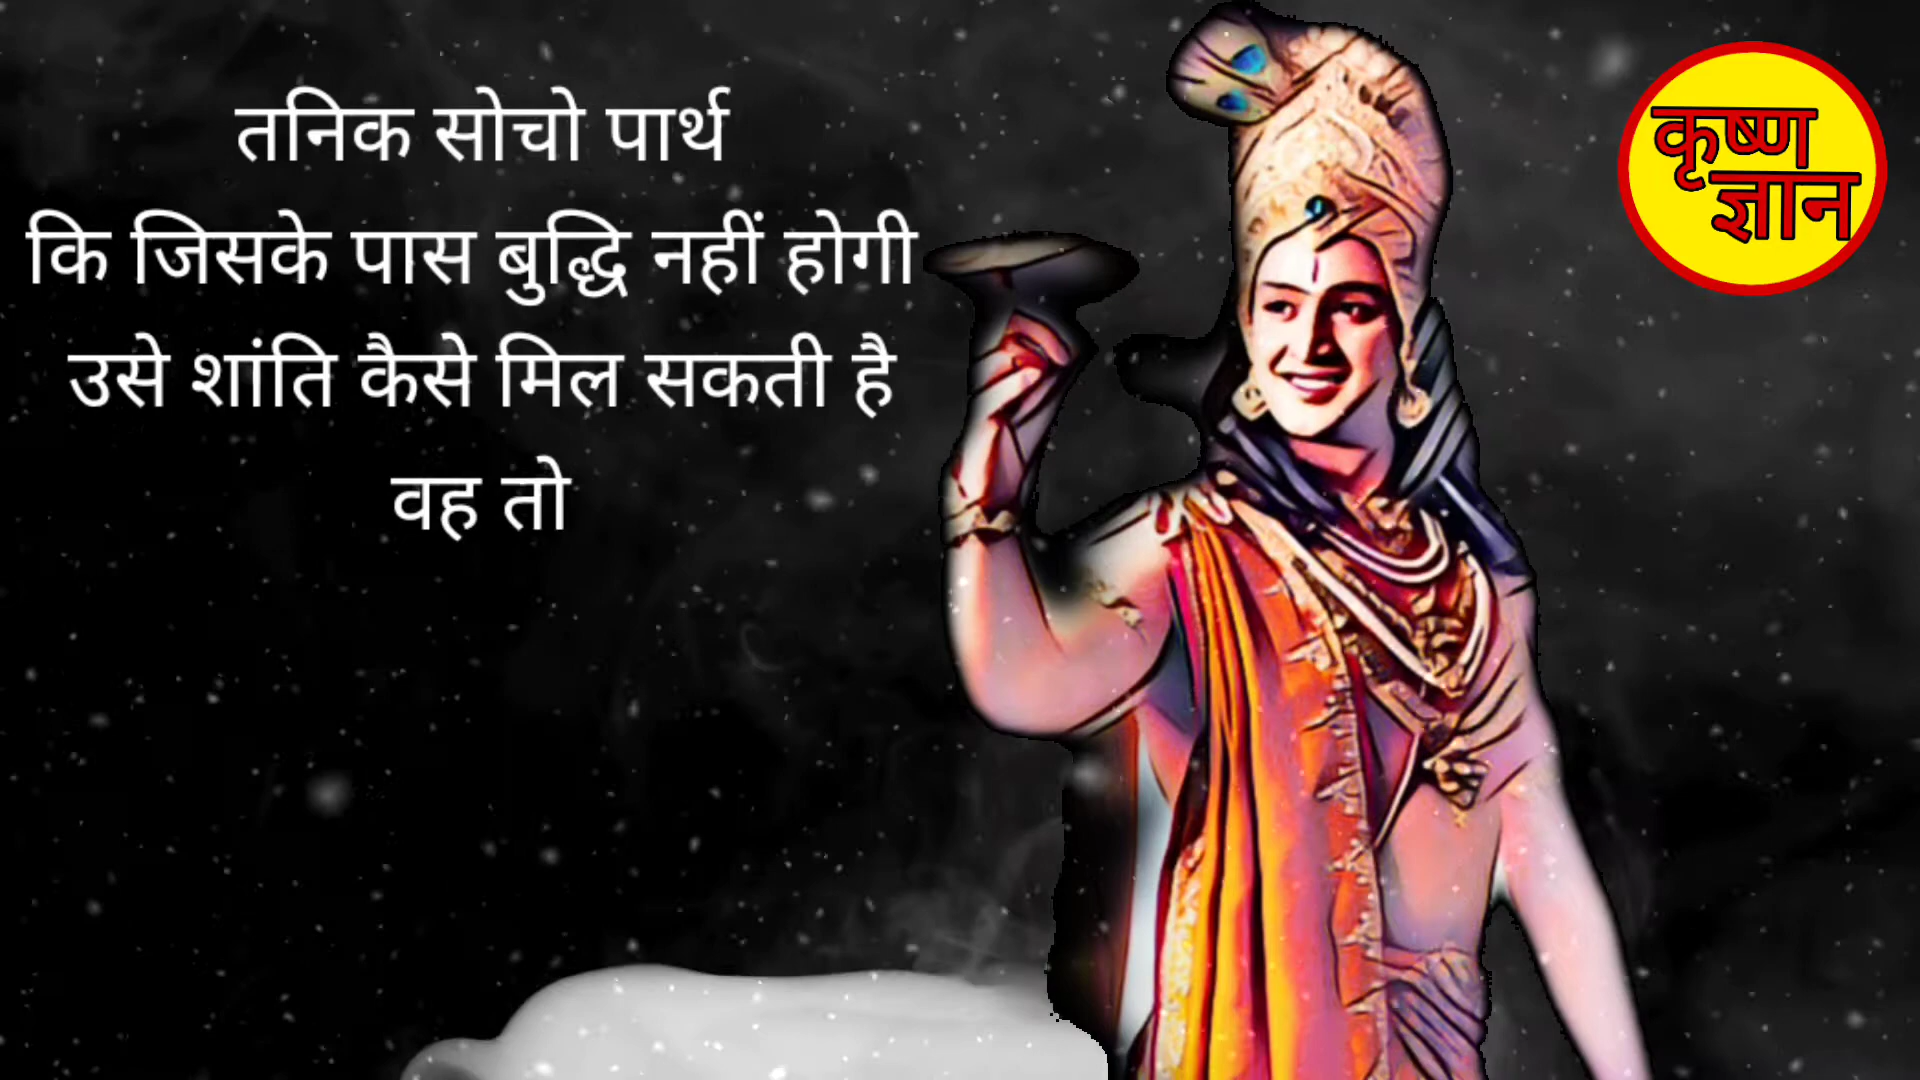 तनिक सोचो पार्थ
कि जिसके पास बुद्धि नहीं होगी
उसे शांति कैसे मिल सकती है
वह तो
कृष्ण
ज्ञान